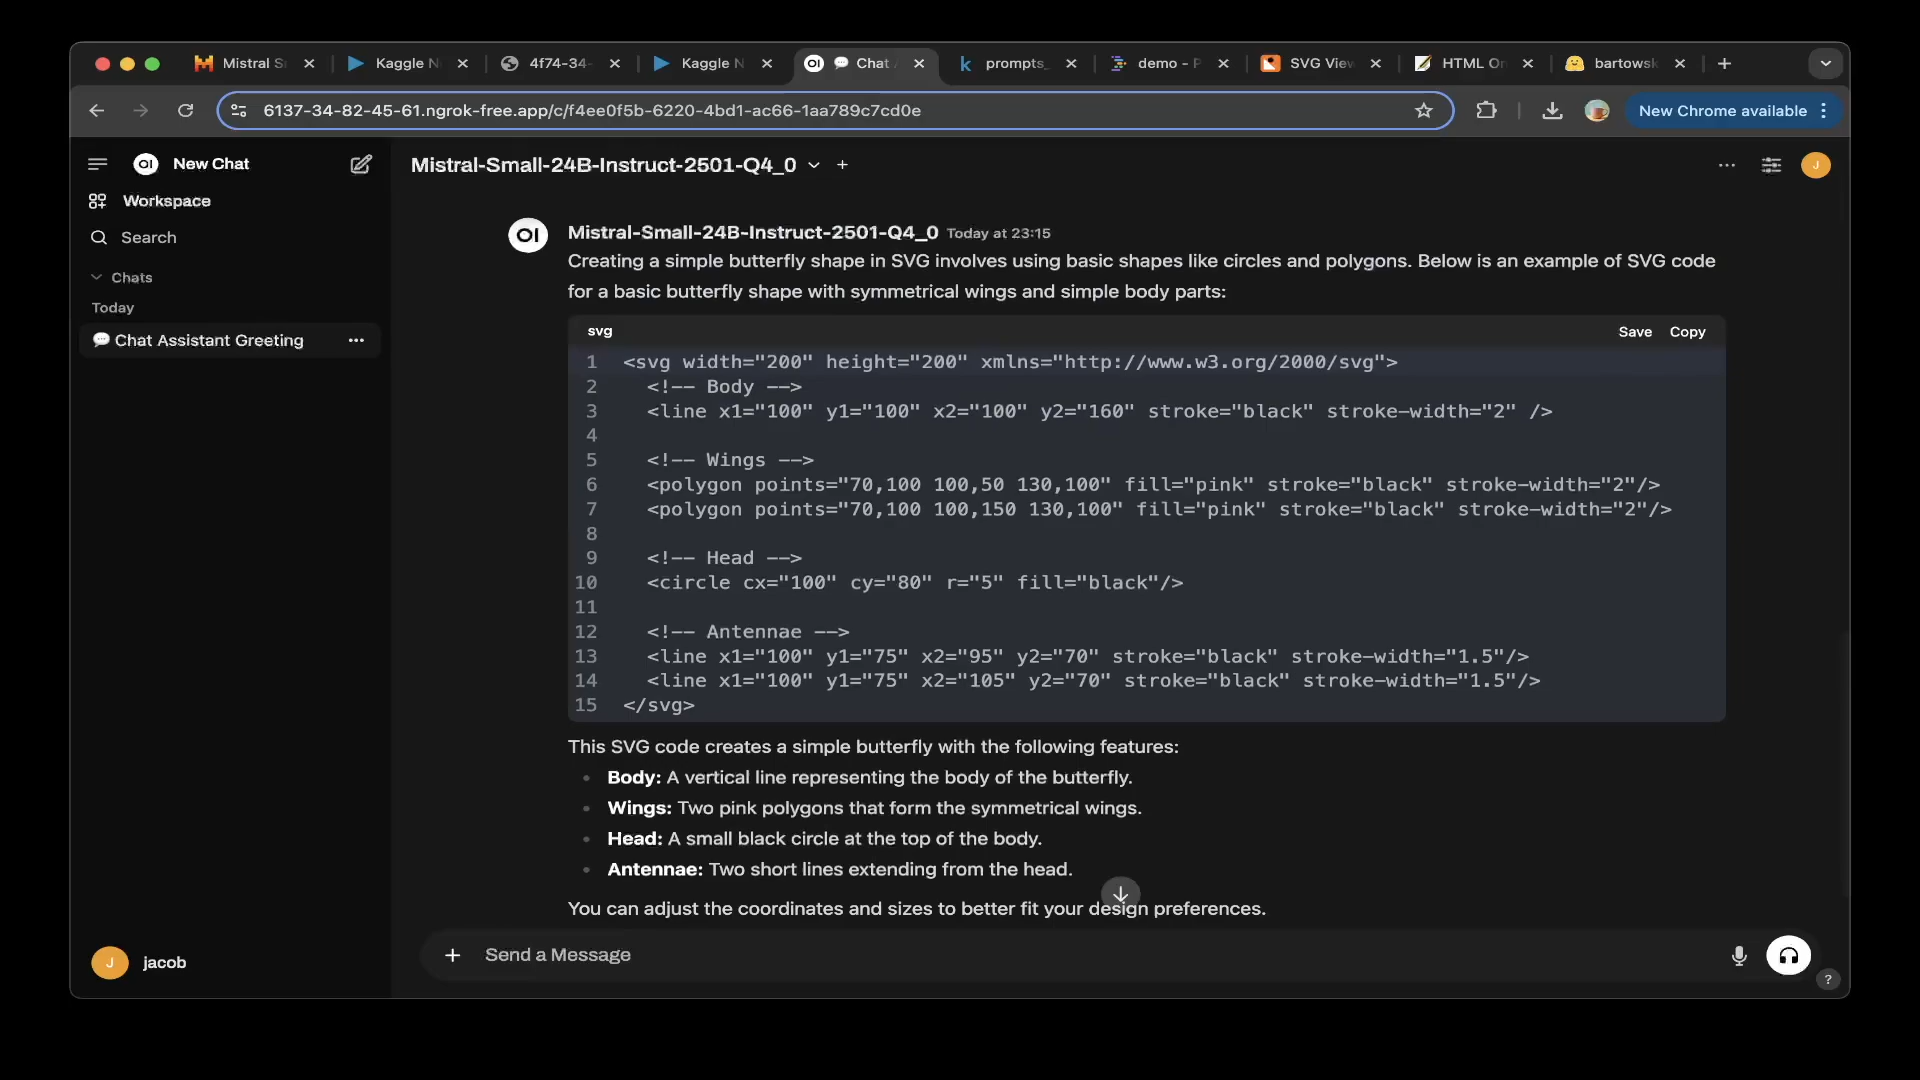 Mistral S
Kaggle N
4f74-34-
Kaggle N
Chat
prompts_
demo - P
SVG View
HTML On
bartowsk
6137-34-82-45-61.ngrok-free.app/c/f4ee0f5b-6220-4bd1-ac66-1aa789c7cd0e
New Chrome available
OI New Chat
Workspace
Search
Chats
Today
Chat Assistant Greeting
J jacob
Mistral-Small-24B-Instruct-2501-Q4_0
J
OI Mistral-Small-24B-Instruct-2501-Q4_0 Today at 23:15
Creating a simple butterfly shape in SVG involves using basic shapes like circles and polygons. Below is an example of SVG code
for a basic butterfly shape with symmetrical wings and simple body parts:
svg Save Copy
1 <svg width="200" height="200" xmlns="http://www.w3.org/2000/svg">
2 <!-- Body -->
3 <line x1="100" y1="100" x2="100" y2="160" stroke="black" stroke-width="2" />
4
5 <!-- Wings -->
6 <polygon points="70,100 100,50 130,100" fill="pink" stroke="black" stroke-width="2"/>
7 <polygon points="70,100 100,150 130,100" fill="pink" stroke="black" stroke-width="2"/>
8
9 <!-- Head -->
10 <circle cx="100" cy="80" r="5" fill="black"/>
11
12 <!-- Antennae -->
13 <line x1="100" y1="75" x2="95" y2="70" stroke="black" stroke-width="1.5"/>
14 <line x1="100" y1="75" x2="105" y2="70" stroke="black" stroke-width="1.5"/>
15 </svg>
This SVG code creates a simple butterfly with the following features:
• Body: A vertical line representing the body of the butterfly.
• Wings: Two pink polygons that form the symmetrical wings.
• Head: A small black circle at the top of the body.
• Antennae: Two short lines extending from the head.
You can adjust the coordinates and sizes to better fit your design preferences.
Send a Message
?